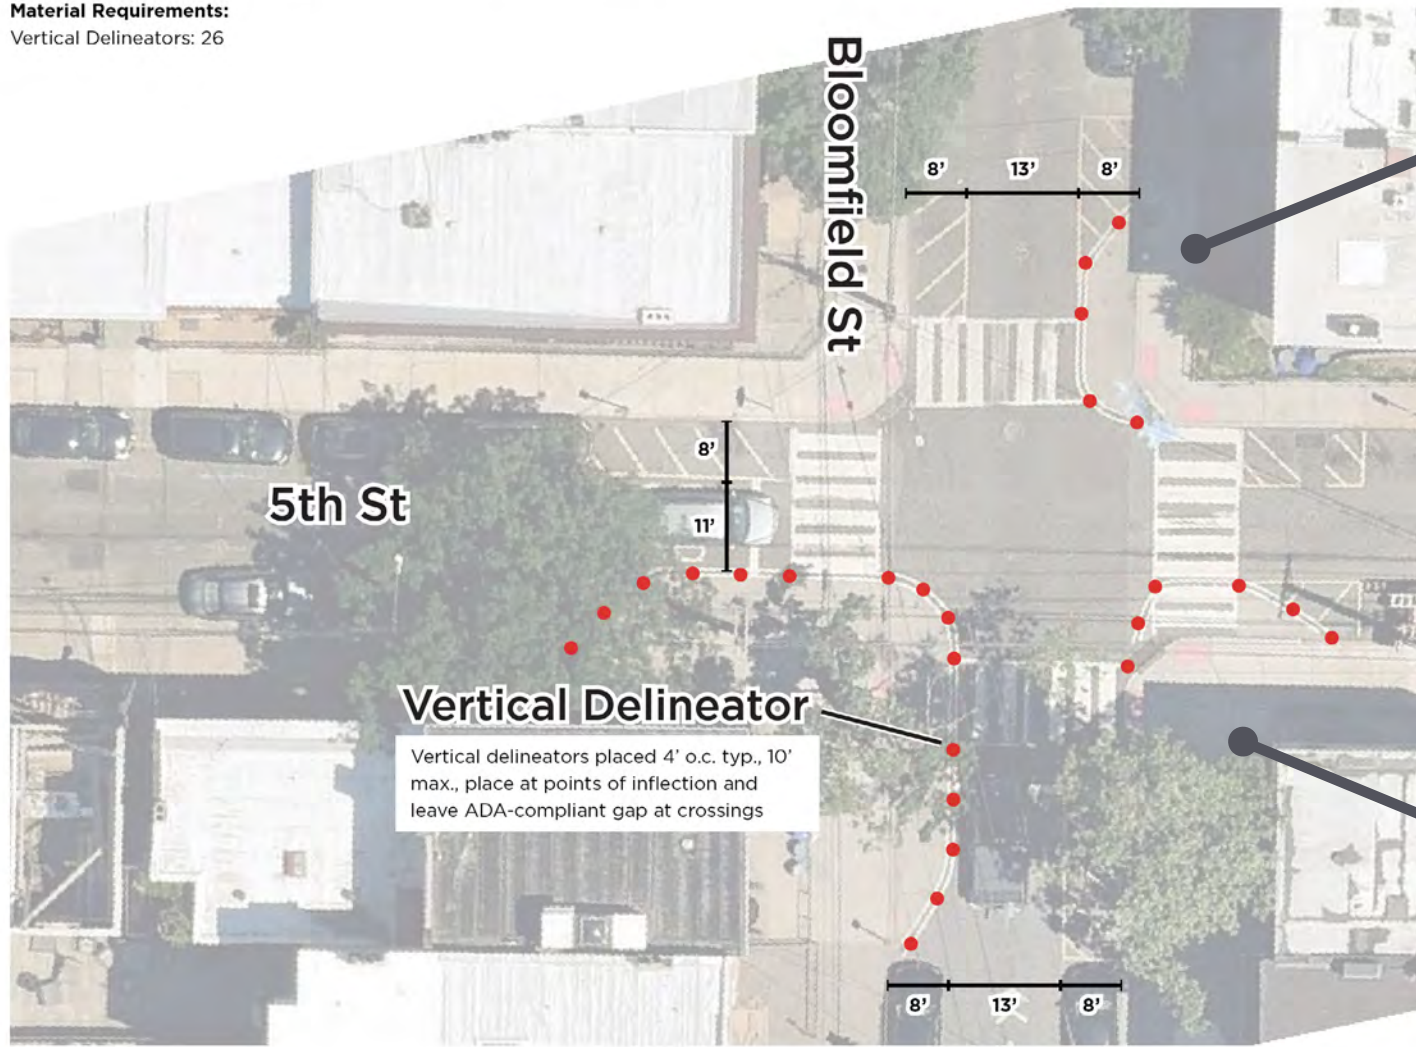 Material Requirements:
Vertical Delineators: 26
Bloomfield St
8’ 13’ 8’
8’
5th St
11’
Vertical Delineator
Vertical delineators placed 4’ o.c. typ., 10’
max., place at points of inflection and
leave ADA-compliant gap at crossings
8’ 13’ 8’